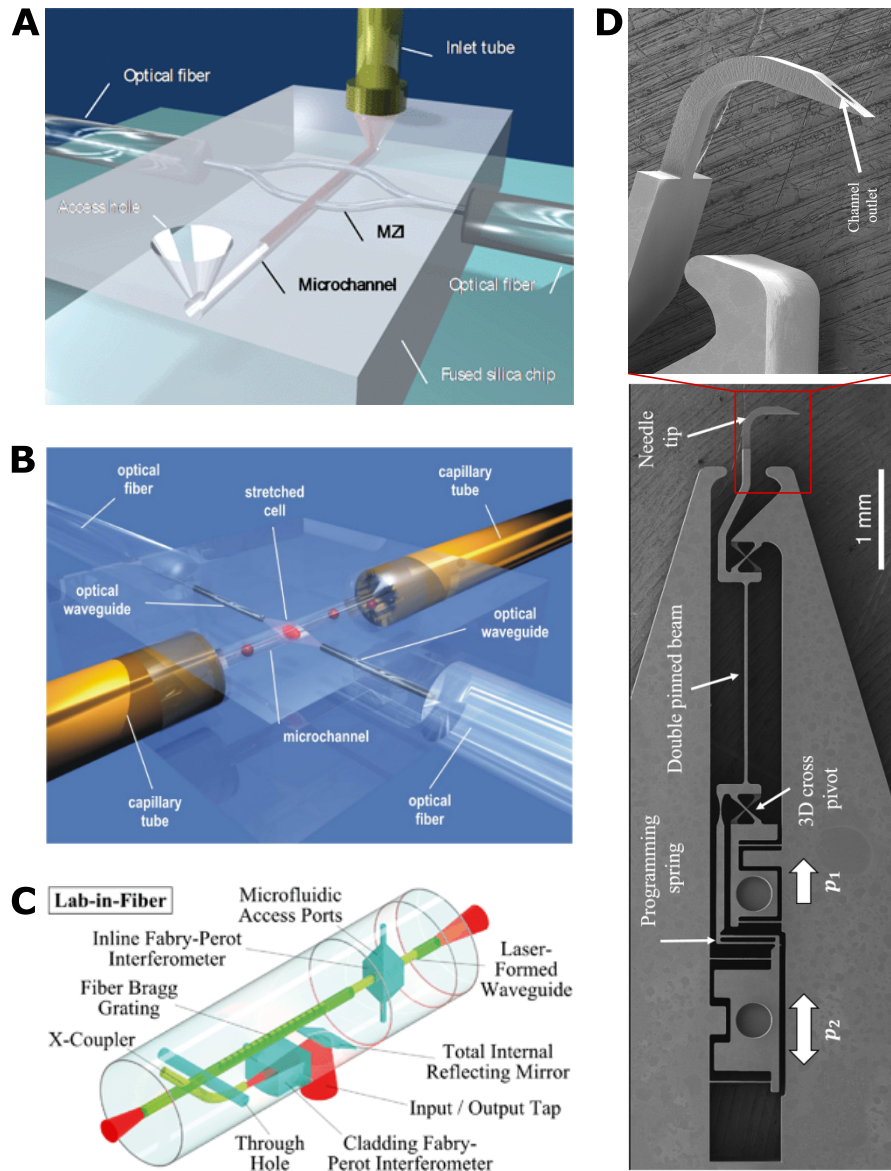 A
Inlet tube
Optical fiber
Access hole
MZI
Microchannel
Optical fiber
Fused silica chip
B
optical
fiber
stretched
cell
capillary
tube
optical
waveguide
optical
waveguide
microchannel
capillary
tube
optical
fiber
C
Lab-in-Fiber
Microfluidic
Access Ports
Inline Fabry-Perot
Interferometer
Laser-
Formed
Waveguide
Fiber Bragg
Grating
X-Coupler
Total Internal
Reflecting Mirror
Input / Output Tap
Through
Hole
Cladding Fabry-
Perot Interferometer
D
Channel
outlet
Needle
tip
1 mm
Double pinned beam
3D cross
pivot
Programming
spring
p₁
p₂